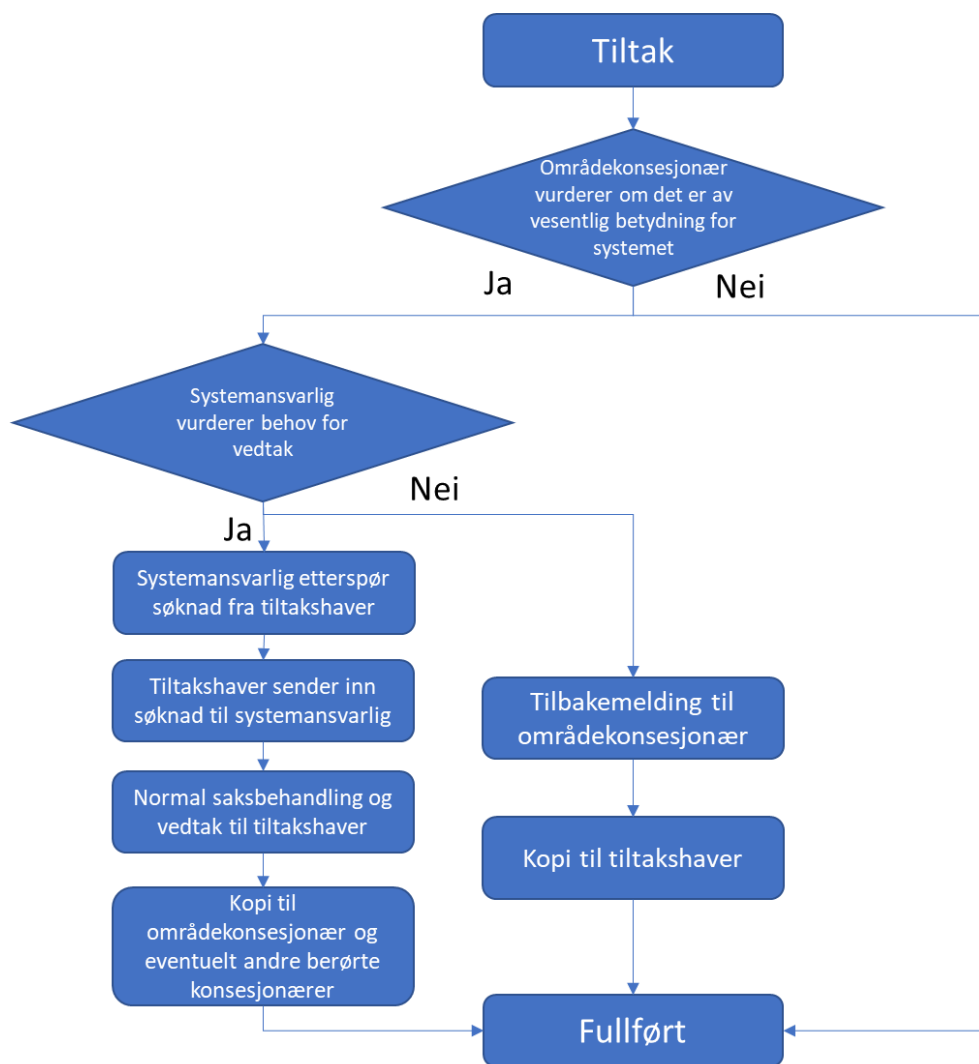 Tiltak
Områdekonsesjonær
vurderer om det er av
vesentlig betydning for
systemet
Ja
Nei
Systemansvarlig
vurderer behov for
vedtak
Nei
Ja
Systemansvarlig etterspør
søknad fra tiltakshaver
Tiltakshaver sender inn
søknad til systemansvarlig
Normal saksbehandling og
vedtak til tiltakshaver
Kopi til
områdekonsesjonær og
eventuelt andre berørte
konsesjonærer
Tilbakemelding til
områdekonsesjonær
Kopi til tiltakshaver
Fullført